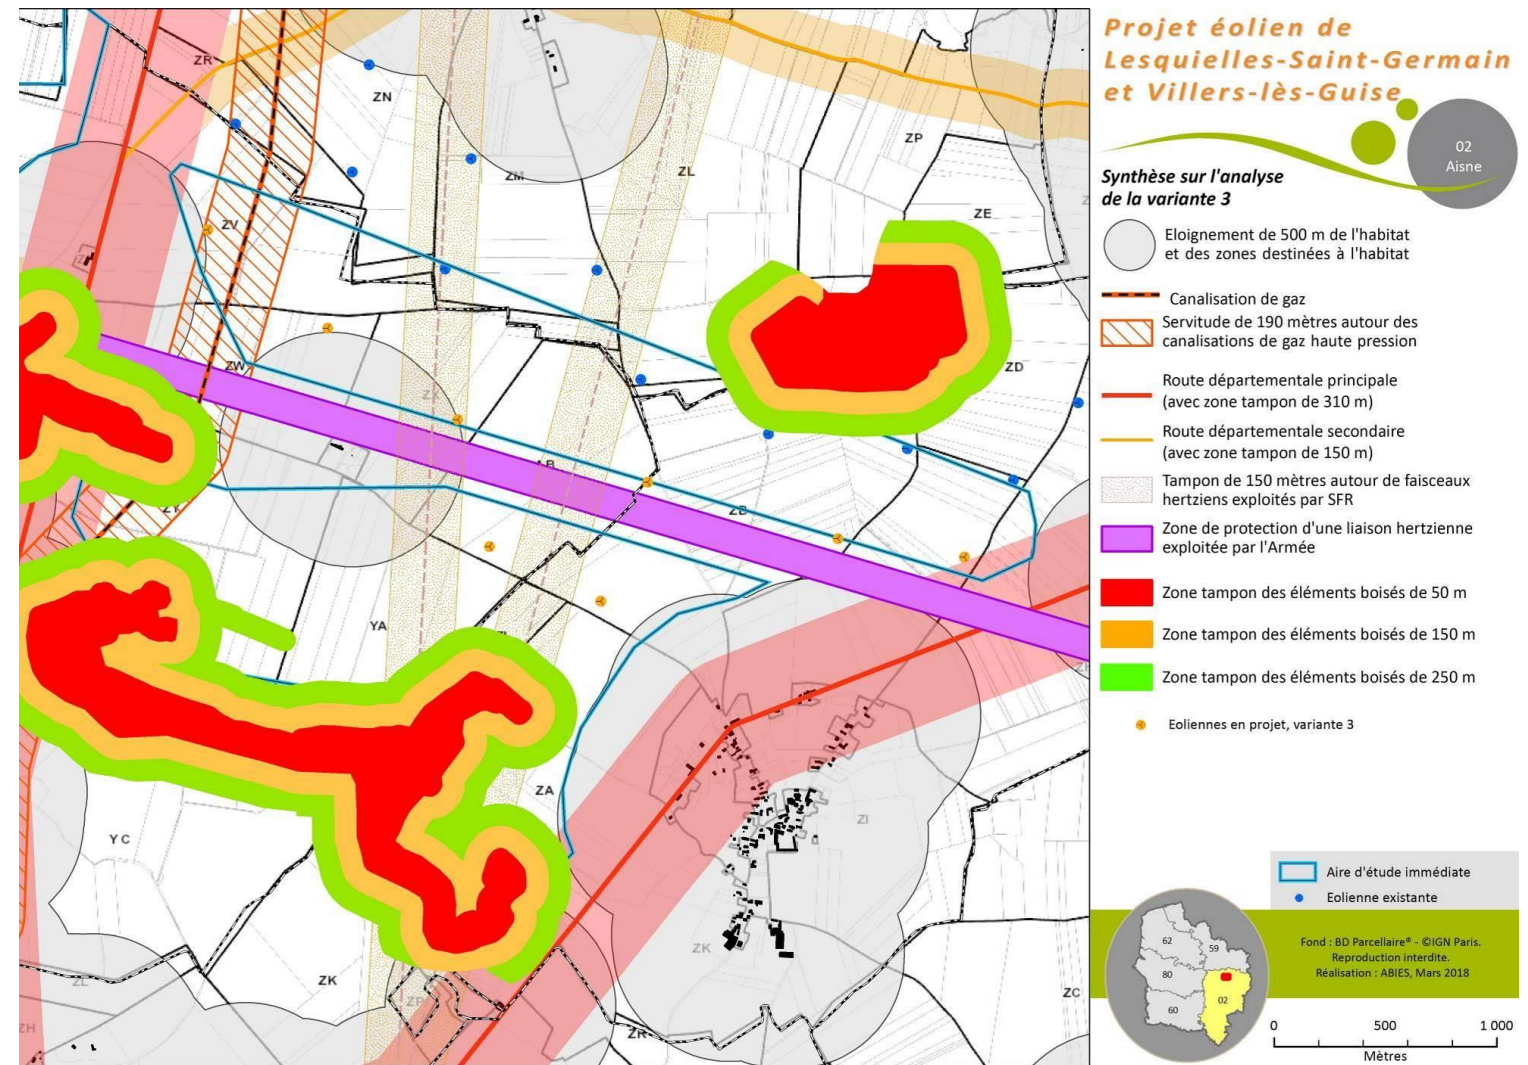 Projet éolien de
Lesquielles-Saint-Germain
et Villers-lès-Guise
02
Aisne
Synthèse sur l'analyse
de la variante 3
Eloignement de 500 m de l'habitat
et des zones destinées à l'habitat
Canalisation de gaz
Servitude de 190 mètres autour des
canalisations de gaz haute pression
Route départementale principale
(avec zone tampon de 310 m)
Route départementale secondaire
(avec zone tampon de 150 m)
Tampon de 150 mètres autour de faisceaux
hertziens exploités par SFR
Zone de protection d'une liaison hertzienne
exploitée par l'Armée
Zone tampon des éléments boisés de 50 m
Zone tampon des éléments boisés de 150 m
Zone tampon des éléments boisés de 250 m
Eoliennes en projet, variante 3
Aire d'étude immédiate
Eolienne existante
Fond : BD Parcellaire® - ©IGN Paris.
Reproduction interdite.
Réalisation : ABIES, Mars 2018
62
59
80
02
60
0 500 1 000
Mètres
ZR
ZN
ZP
ZM
ZL
ZE
ZV
ZD
ZW
ZX
ZB
ZY
YA
ZA
YC
ZI
ZK
ZK
ZL
ZC
ZH
ZR